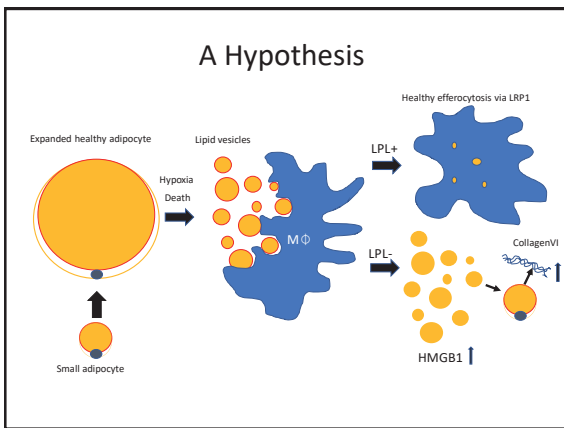 A Hypothesis
Healthy efferocytosis via LRP1
Expanded healthy adipocyte
Lipid vesicles
LPL+
Hypoxia
Death
MΦ
LPL-
CollagenVI
HMGB1
Small adipocyte